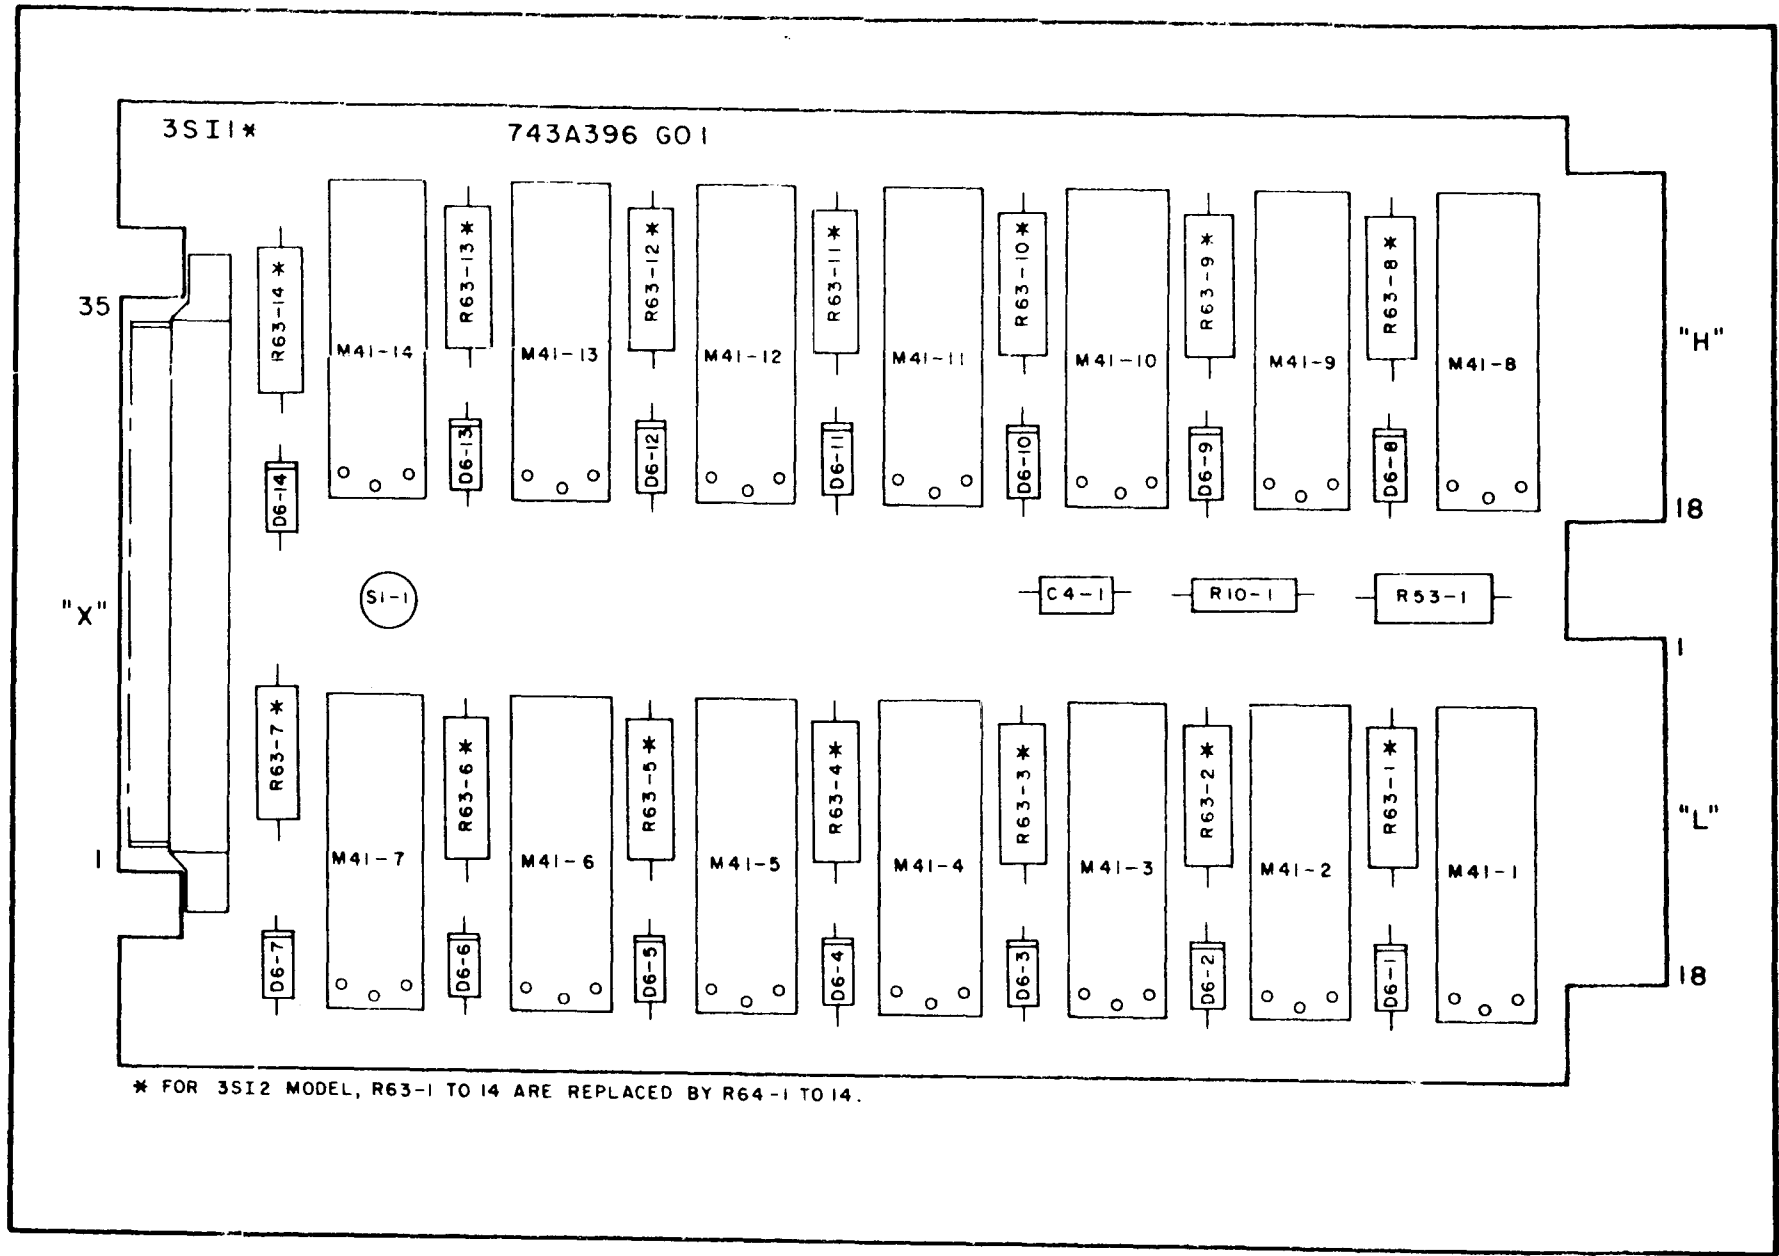 3SI1*
743A396 G01
R63-14*
M41-14
R63-13*
M41-13
R63-12*
M41-12
R63-11*
M41-11
R63-10*
M41-10
R63-9*
M41-9
R63-8*
M41-8
35
"H"
D6-14
D6-13
D6-12
D6-11
D6-10
D6-9
D6-8
18
"X"
S1-1
C4-1
R10-1
R53-1
1
R63-7*
M41-7
R63-6*
M41-6
R63-5*
M41-5
R63-4*
M41-4
R63-3*
M41-3
R63-2*
M41-2
R63-1*
M41-1
"L"
1
D6-7
D6-6
D6-5
D6-4
D6-3
D6-2
D6-1
18
* FOR 3SI2 MODEL, R63-1 TO 14 ARE REPLACED BY R64-1 TO 14.